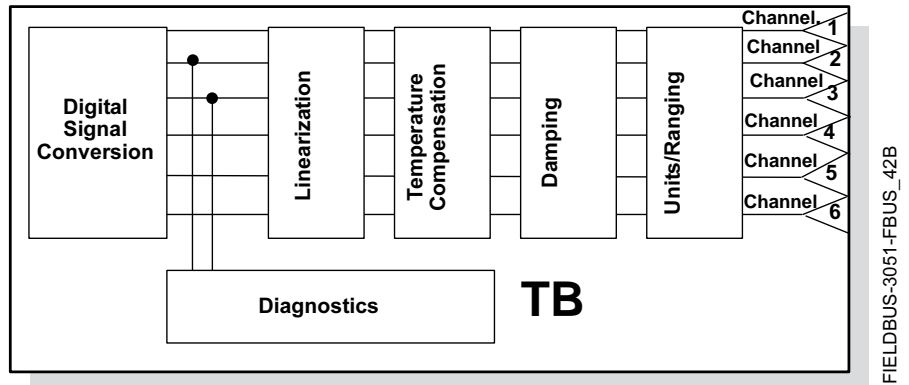 Channel.
1
Channel
2
Channel
3
Channel
4
Channel
5
Channel
6
Digital
Signal
Conversion
Linearization
Temperature
Compensation
Damping
Units/Ranging
Diagnostics
TB
FIELDBUS-3051-FBUS_42B